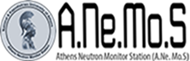 A.Ne.Mo.S
Athens Neutron Monitor Station (A.Ne. Mo.S)